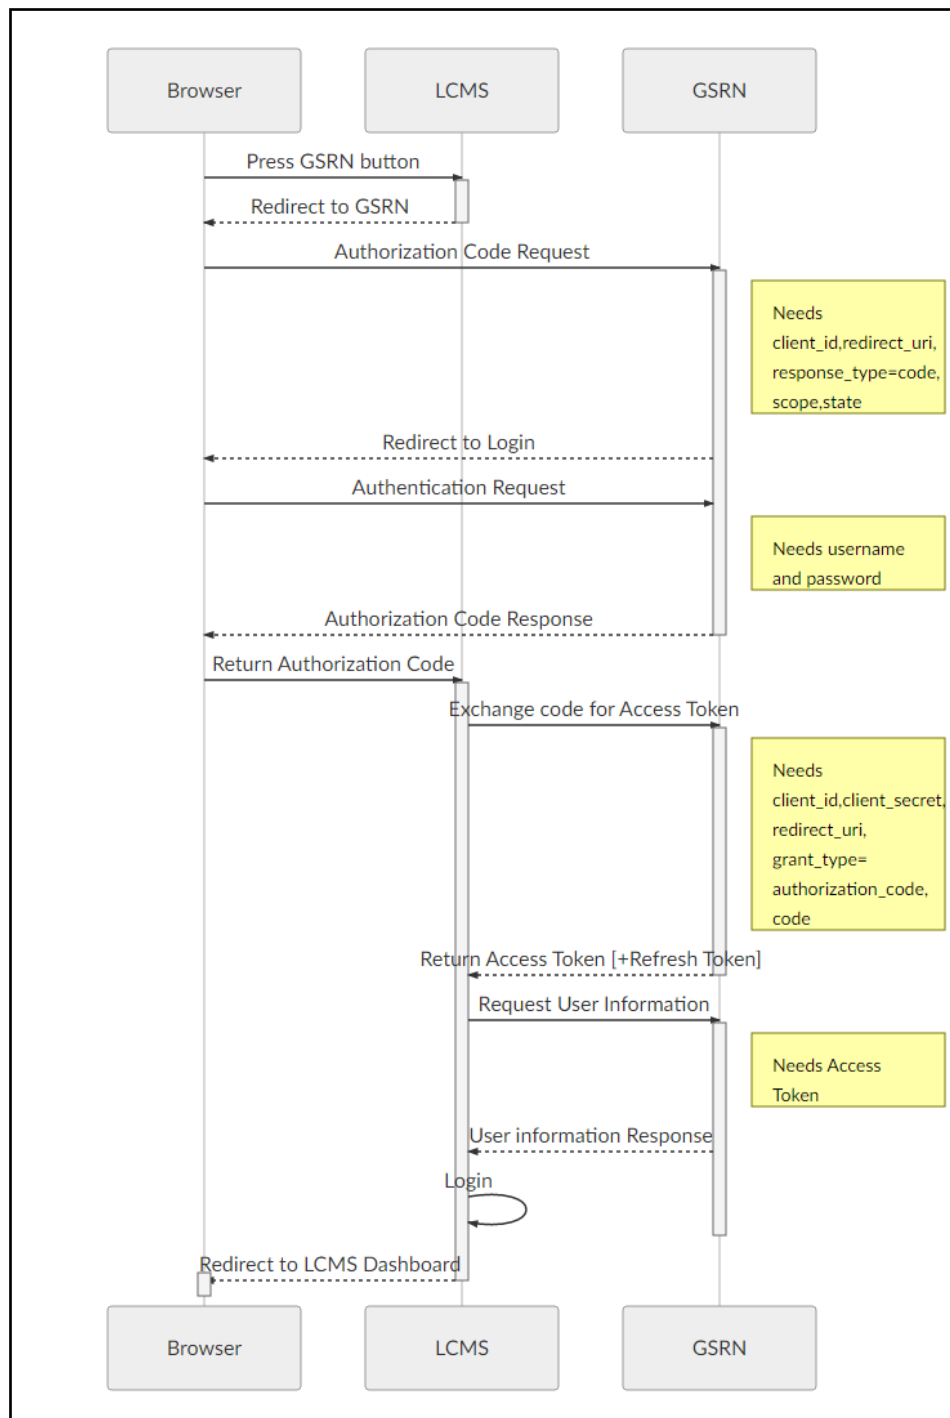 Browser
LCMS
GSRN
Press GSRN button
Redirect to GSRN
Authorization Code Request
Needs
client_id,redirect_uri,
response_type=code,
scope,state
Redirect to Login
Authentication Request
Needs username
and password
Authorization Code Response
Return Authorization Code
Exchange code for Access Token
Needs
client_id,client_secret,
redirect_uri,
grant_type=
authorization_code,
code
Return Access Token [+Refresh Token]
Request User Information
Needs Access
Token
User information Response
Login
Redirect to LCMS Dashboard
Browser
LCMS
GSRN